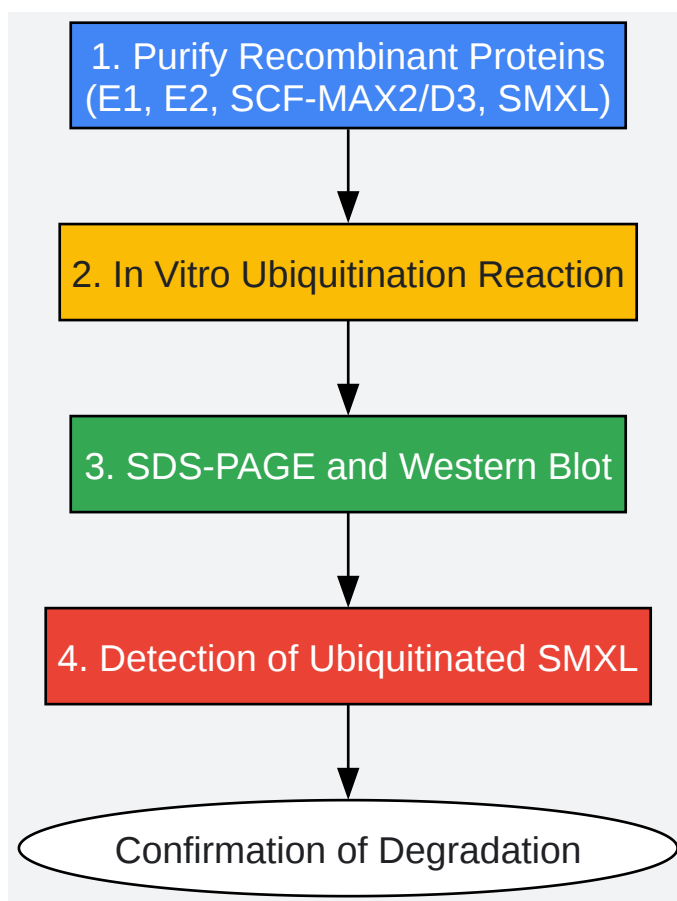 1. Purify Recombinant Proteins
(E1, E2, SCF-MAX2/D3, SMXL)
2. In Vitro Ubiquitination Reaction
3. SDS-PAGE and Western Blot
4. Detection of Ubiquitinated SMXL
Confirmation of Degradation